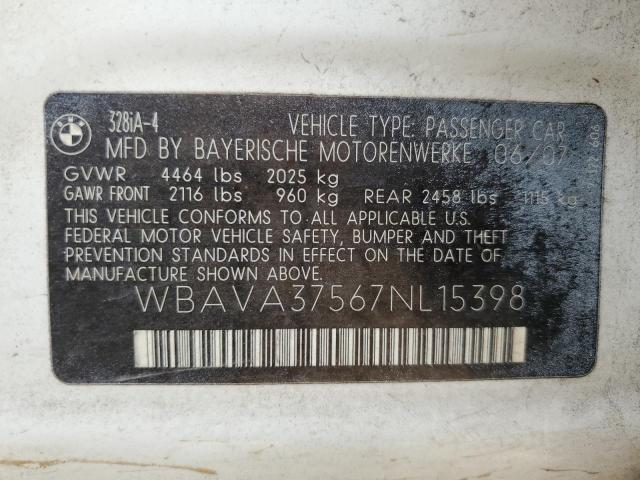 BMW
328iA-4
VEHICLE TYPE: PASSENGER CAR
MFD BY BAYERISCHE MOTORENWERKE 06/07
GVWR 4464 lbs 2025 kg
GAWR FRONT 2116 lbs 960 kg REAR 2458 lbs 1115 kg
THIS VEHICLE CONFORMS TO ALL APPLICABLE U.S.
FEDERAL MOTOR VEHICLE SAFETY, BUMPER AND THEFT
PREVENTION STANDARDS IN EFFECT ON THE DATE OF
MANUFACTURE SHOWN ABOVE.
WBAVA37567NL15398